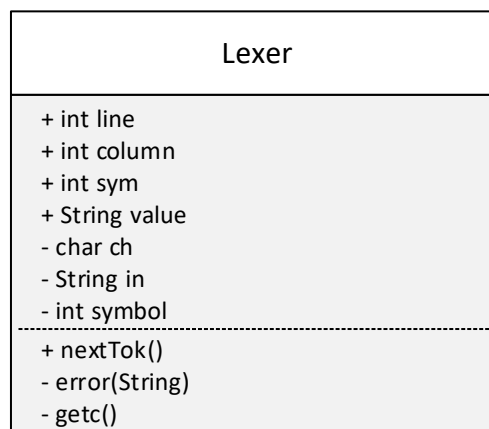 Lexer
+ int line
+ int column
+ int sym
+ String value
- char ch
- String in
- int symbol
+ nextTok()
- error(String)
- getc()